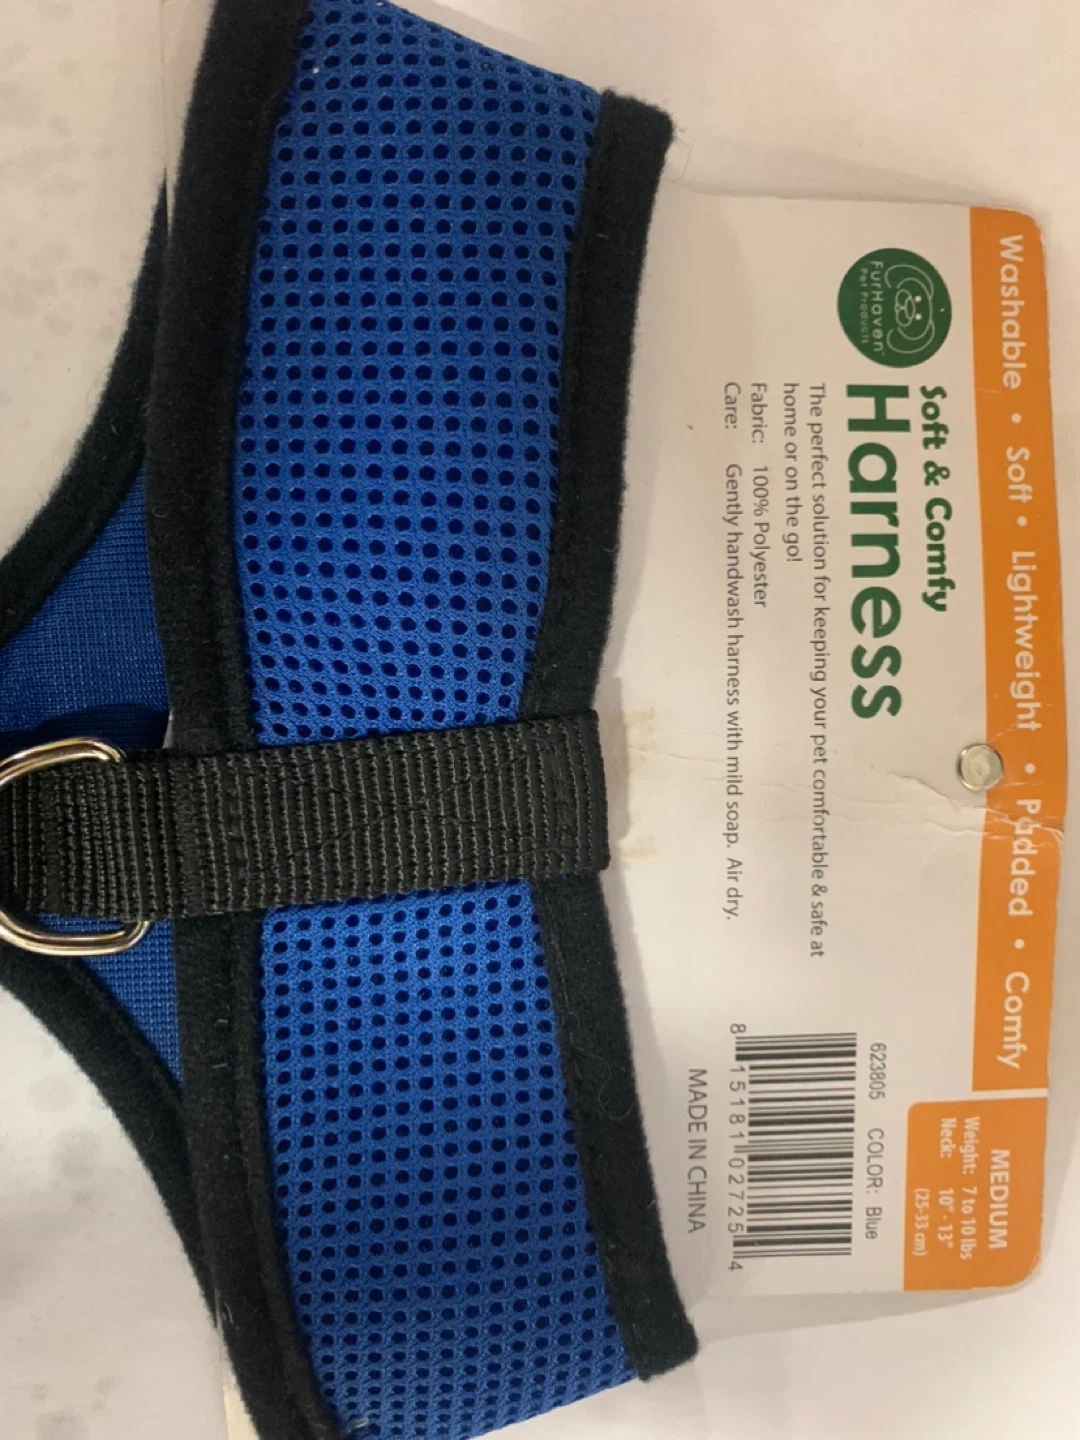 Washable • Soft • Lightweight • Padded • Comfy
FurHaven™
Pet Products
Soft & Comfy
Harness
The perfect solution for keeping your pet comfortable & safe at
home or on the go!
Fabric: 100% Polyester
Care: Gently handwash harness with mild soap. Air dry.
MEDIUM
Weight: 7 to 10 lbs
Neck: 10" -13"
(25-33 cm)
623805 COLOR: Blue
8 15181 02725 4
MADE IN CHINA